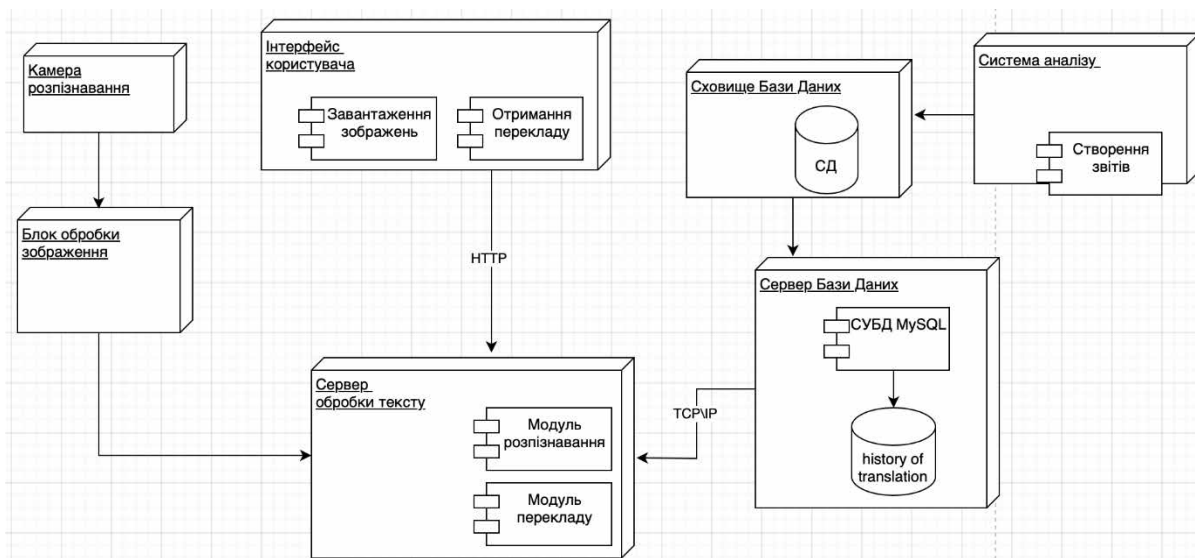 Камера
розпізнавання
Інтерфейс
користувача
Завантаження
зображень
Отримання
перекладу
Сховище Бази Даних
СД
Система аналізу
Створення
звітів
Блок обробки
зображення
HTTP
Сервер Бази Даних
СУБД MySQL
history of
translation
TCP\IP
Сервер
обробки тексту
Модуль
розпізнавання
Модуль
перекладу